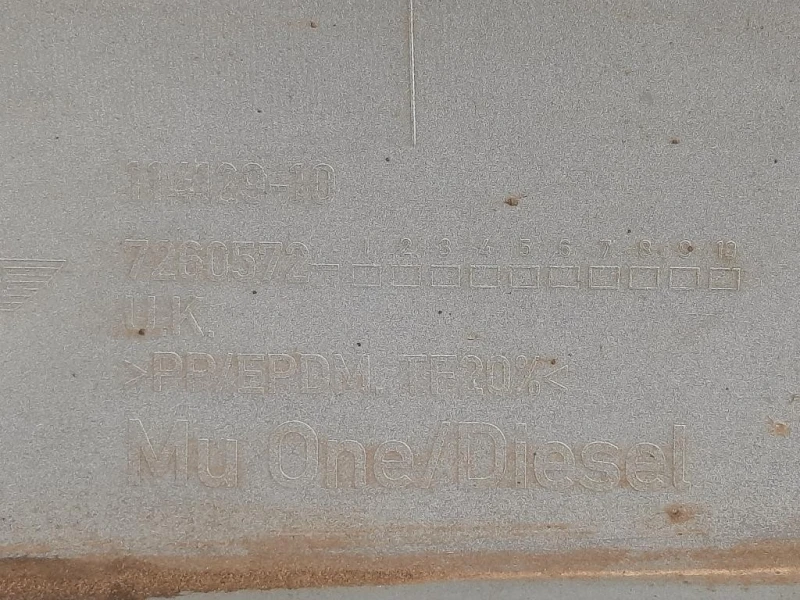 7260572- 1 2 3 4 5 6 7 8 9 10
U.K.
>PP/EPDM. TF20%<
Mu One/Diesel